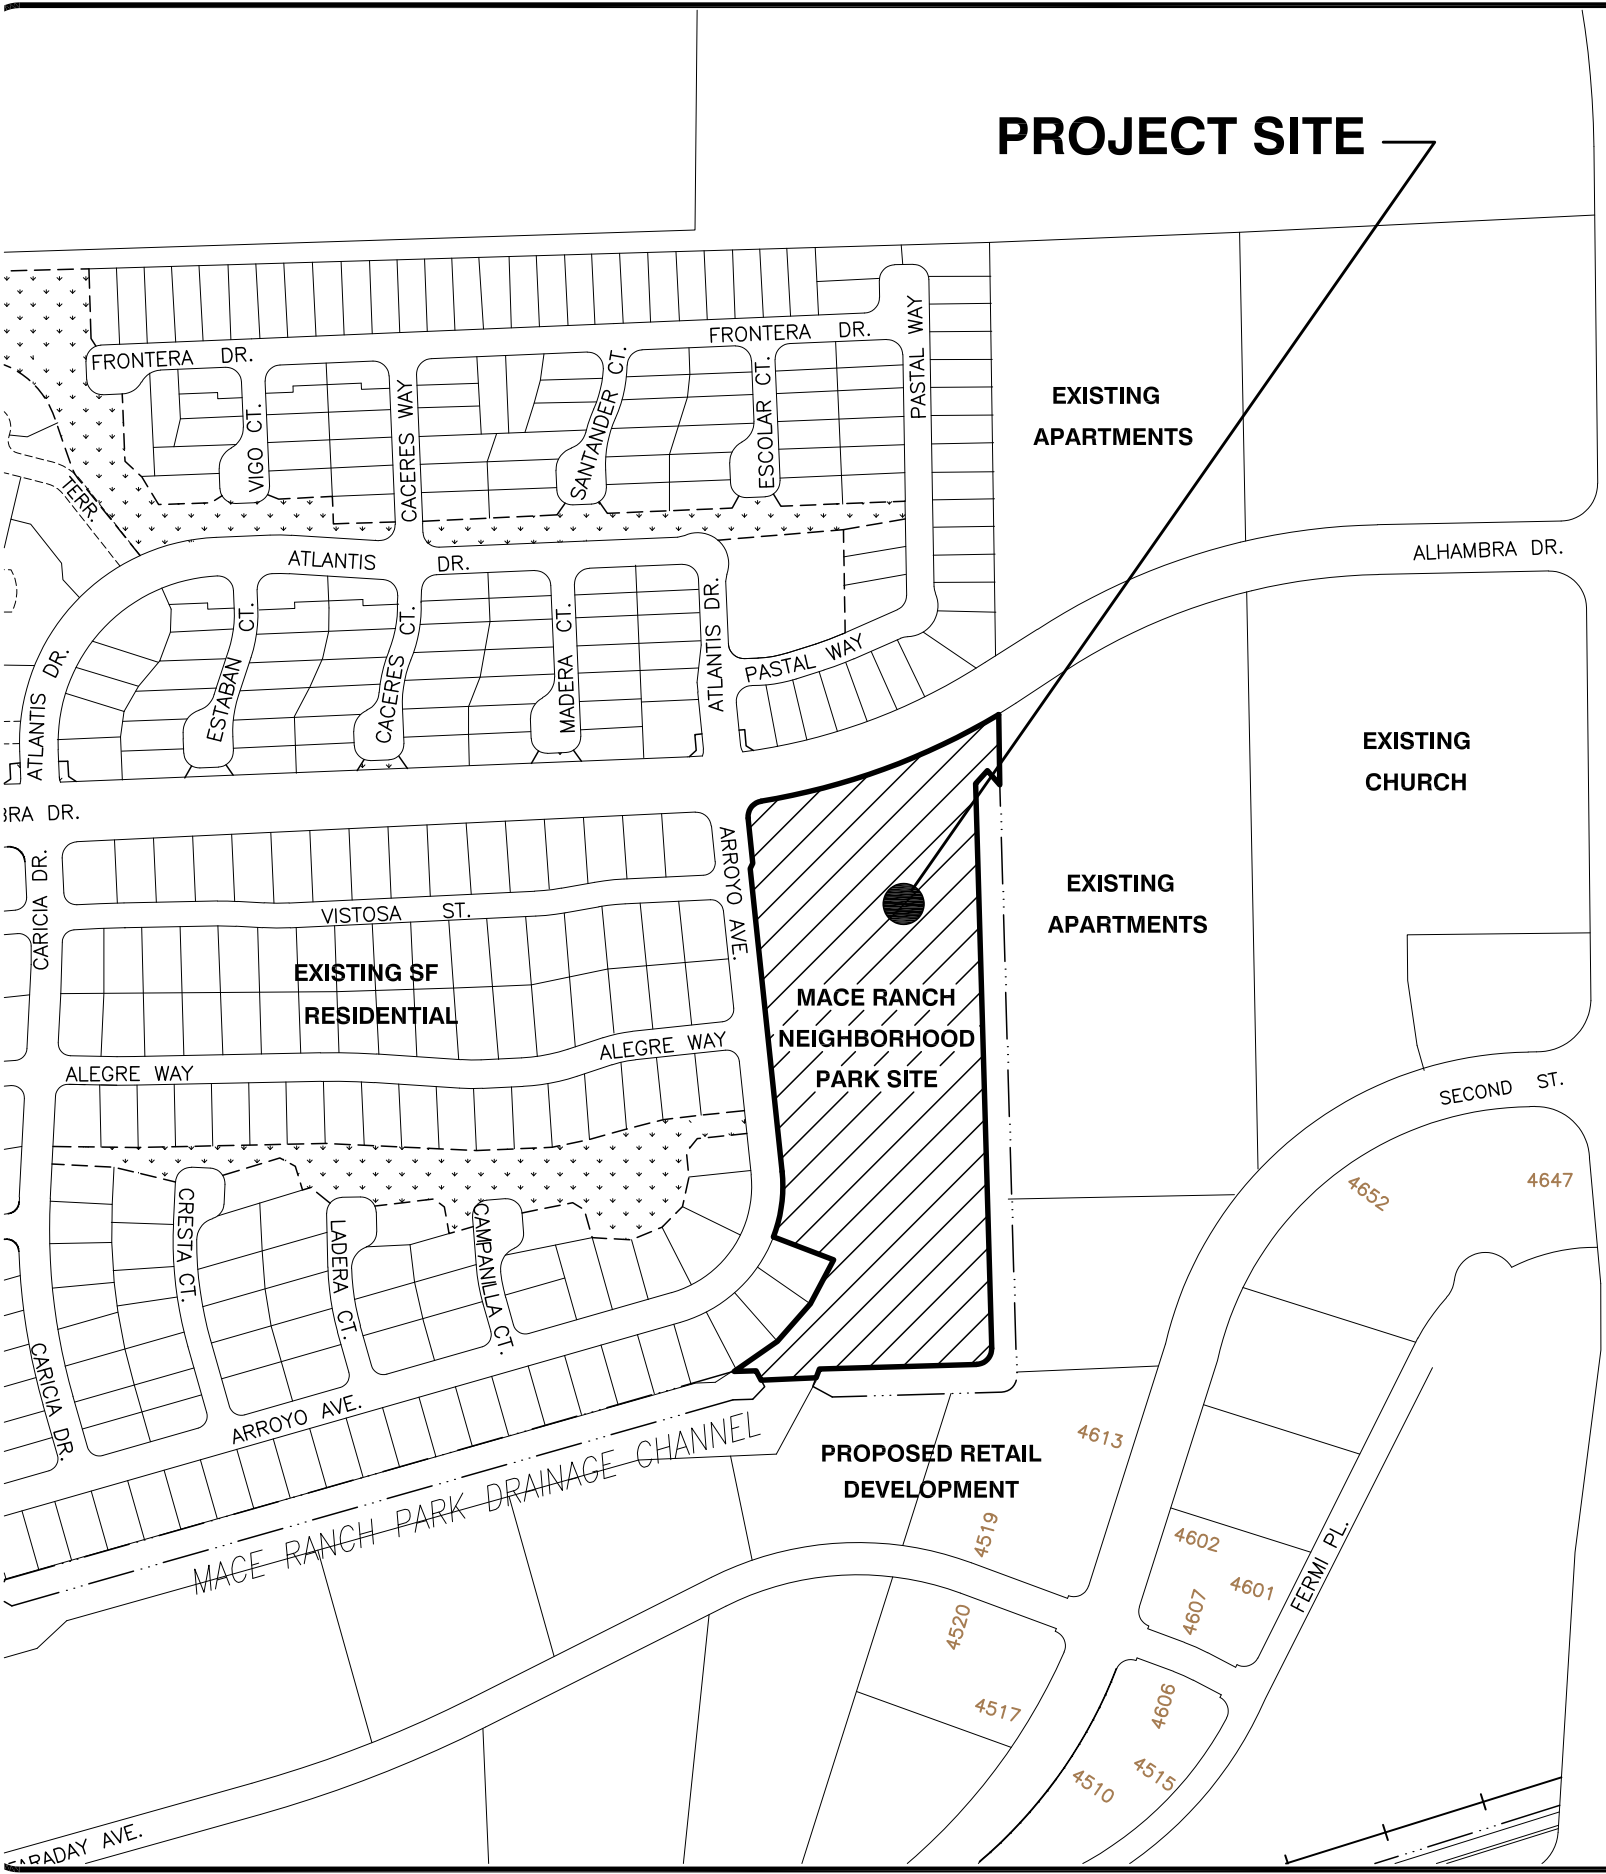 PROJECT SITE
FRONTERA DR.
FRONTERA DR.
PASTAL WAY
VIGO CT.
CACERES WAY
SANTANDER CT.
ESCOLAR CT.
EXISTING
APARTMENTS
TERR.
ATLANTIS DR.
ALHAMBRA DR.
ATLANTIS DR.
ESTABAN CT.
CACERES CT.
MADERA CT.
ATLANTIS DR.
PASTAL WAY
EXISTING
CHURCH
BRA DR.
CARICIA DR.
ARROYO AVE.
VISTOSA ST.
EXISTING
APARTMENTS
EXISTING SF
RESIDENTIAL
MACE RANCH
NEIGHBORHOOD
PARK SITE
ALEGRE WAY
ALEGRE WAY
SECOND ST.
4652
4647
CRESTA CT.
LADERA CT.
CAMPANILLA CT.
CARICIA DR.
ARROYO AVE.
MACE RANCH PARK DRAINAGE CHANNEL
PROPOSED RETAIL
DEVELOPMENT
4613
4519
4602
4601
4607
FERMI PL.
4520
4517
4606
4515
4510
FARADAY AVE.